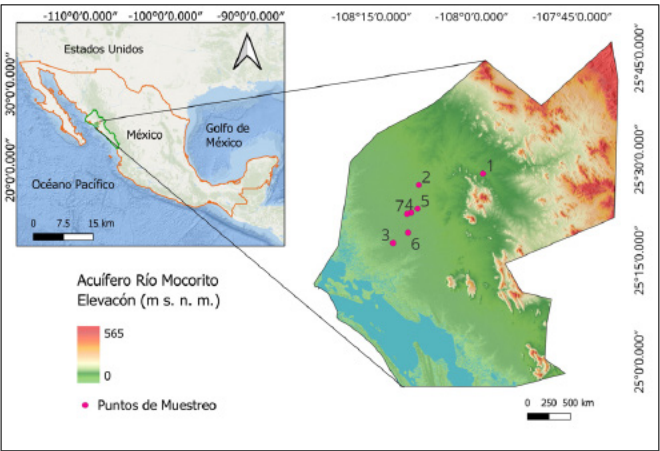 -110°0'0.000" -100°0'0.000" -90°0'0.000"
30°0'0.000"
20°0'0.000"
Estados Unidos
México
Golfo de
México
Océano Pacífico
0 7.5 15 km
Acuífero Río Mocorito
Elevacón (m s. n. m.)
565
0
Puntos de Muestreo
-108°15'0.000" -108°0'0.000" -107°45'0.000"
25°45'0.000"
25°30'0.000"
25°15'0.000"
25°0'0.000"
1
2
5
74
3
6
0 250 500 km